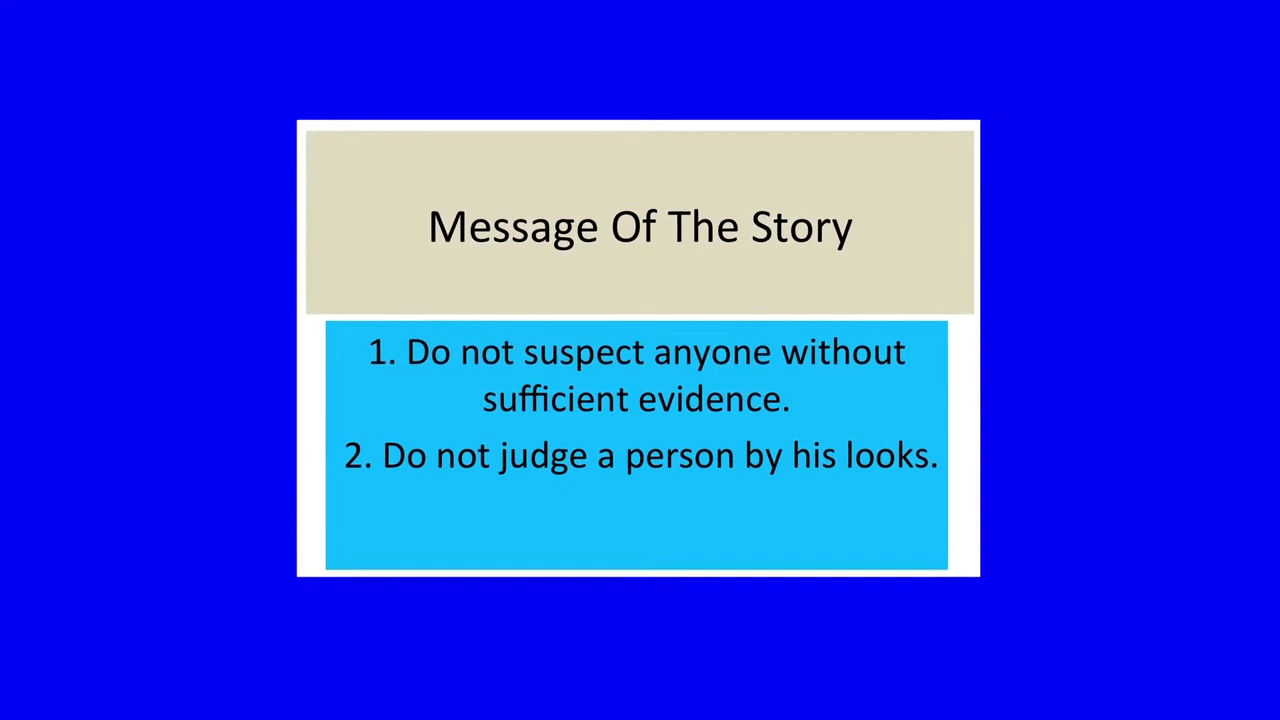 Message Of The Story
1. Do not suspect anyone without
sufficient evidence.
2. Do not judge a person by his looks.